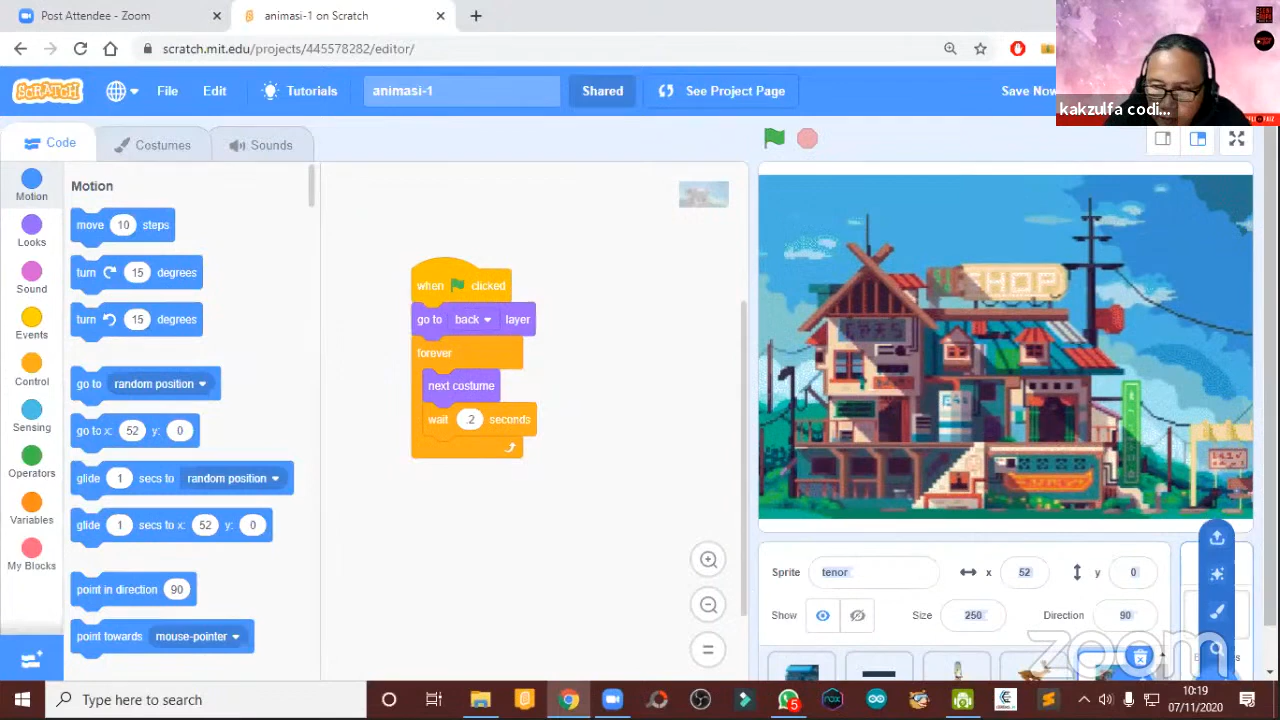 Post Attendee - Zoom
animasi-1 on Scratch
scratch.mit.edu/projects/445578282/editor/
SCRATCH
File
Edit
Tutorials
animasi-1
Shared
See Project Page
Save Now
kakzulfa codi...
Code
Costumes
Sounds
Motion
Looks
Sound
Events
Control
Sensing
Operators
Variables
My Blocks
Motion
move 10 steps
turn 15 degrees
turn 15 degrees
go to random position
go to x: 52 y: 0
glide 1 secs to random position
glide 1 secs to x: 52 y: 0
point in direction 90
point towards mouse-pointer
when clicked
go to back layer
forever
next costume
wait .2 seconds
SHOP
Sprite tenor x 52 y 0
Show Size 250 Direction 90
zoom
Type here to search
5
10:19
07/11/2020